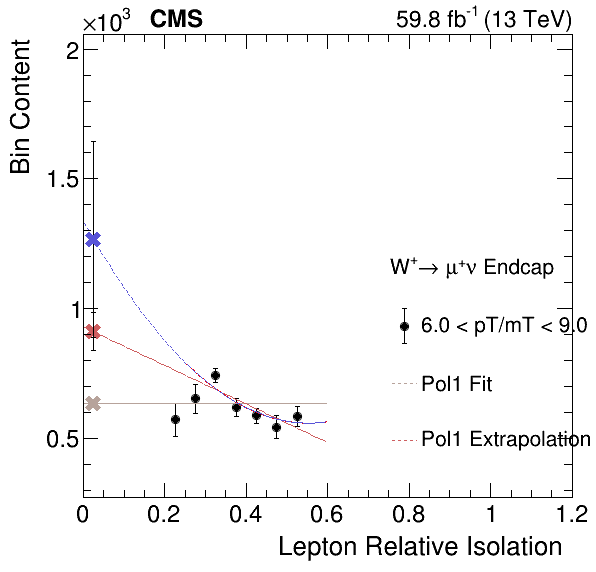 ×10³ CMS 59.8 fb⁻¹ (13 TeV)
Bin Content
2
1.5
1
0.5
W⁺→ μ⁺ν Endcap
6.0 < pT/mT < 9.0
Pol1 Fit
Pol1 Extrapolation
0 0.2 0.4 0.6 0.8 1 1.2
Lepton Relative Isolation